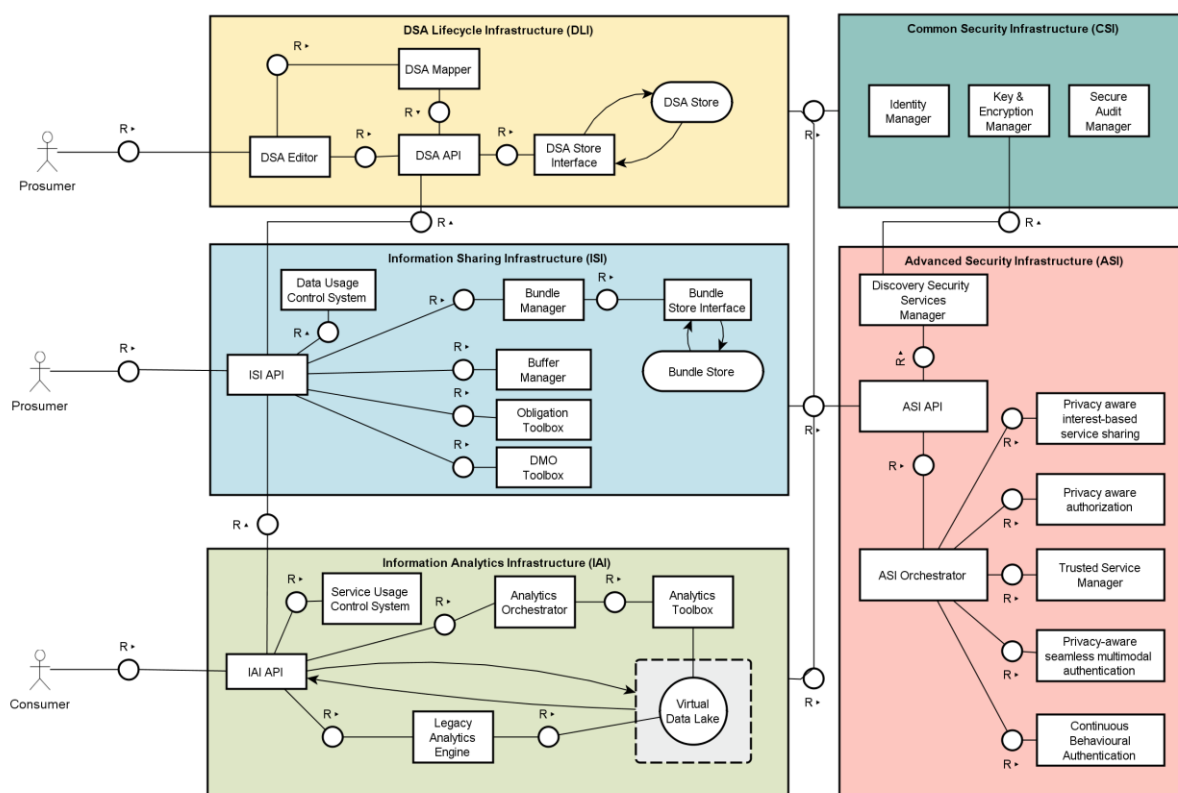 DSA Lifecycle Infrastructure (DLI)
R ►
DSA Mapper
R ▼
DSA Store
R ►
Prosumer
R ►
DSA Editor
R ►
DSA API
R ►
DSA Store
Interface
R ▲
Common Security Infrastructure (CSI)
Identity
Manager
Key &
Encryption
Manager
Secure
Audit
Manager
R ►
R ▲
Information Sharing Infrastructure (ISI)
Data Usage
Control System
R ▲
R ►
Bundle
Manager
R ►
Bundle
Store Interface
Bundle Store
Prosumer
R ►
ISI API
R ►
Buffer
Manager
R ►
Obligation
Toolbox
R ►
DMO
Toolbox
R ►
R ▲
Advanced Security Infrastructure (ASI)
Discovery Security
Services
Manager
R ►
ASI API
R ►
ASI Orchestrator
R ►
Privacy aware
interest-based
service sharing
R ►
Privacy aware
authorization
R ►
Trusted Service
Manager
R ►
Privacy-aware
seamless multimodal
authentication
R ►
Continuous
Behavioural
Authentication
Information Analytics Infrastructure (IAI)
R ►
Service Usage
Control System
R ►
Analytics
Orchestrator
R ►
Analytics
Toolbox
Consumer
R ►
IAI API
R ►
Legacy
Analytics
Engine
R ►
Virtual
Data Lake
R ►